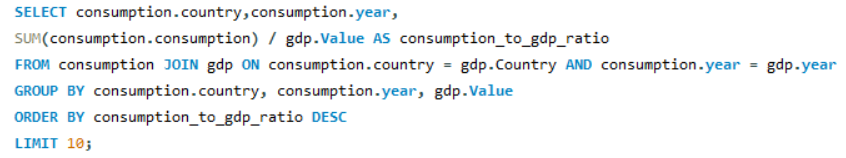 SELECT consumption.country,consumption.year,
SUM(consumption.consumption) / gdp.Value AS consumption_to_gdp_ratio
FROM consumption JOIN gdp ON consumption.country = gdp.Country AND consumption.year = gdp.year
GROUP BY consumption.country, consumption.year, gdp.Value
ORDER BY consumption_to_gdp_ratio DESC
LIMIT 10;